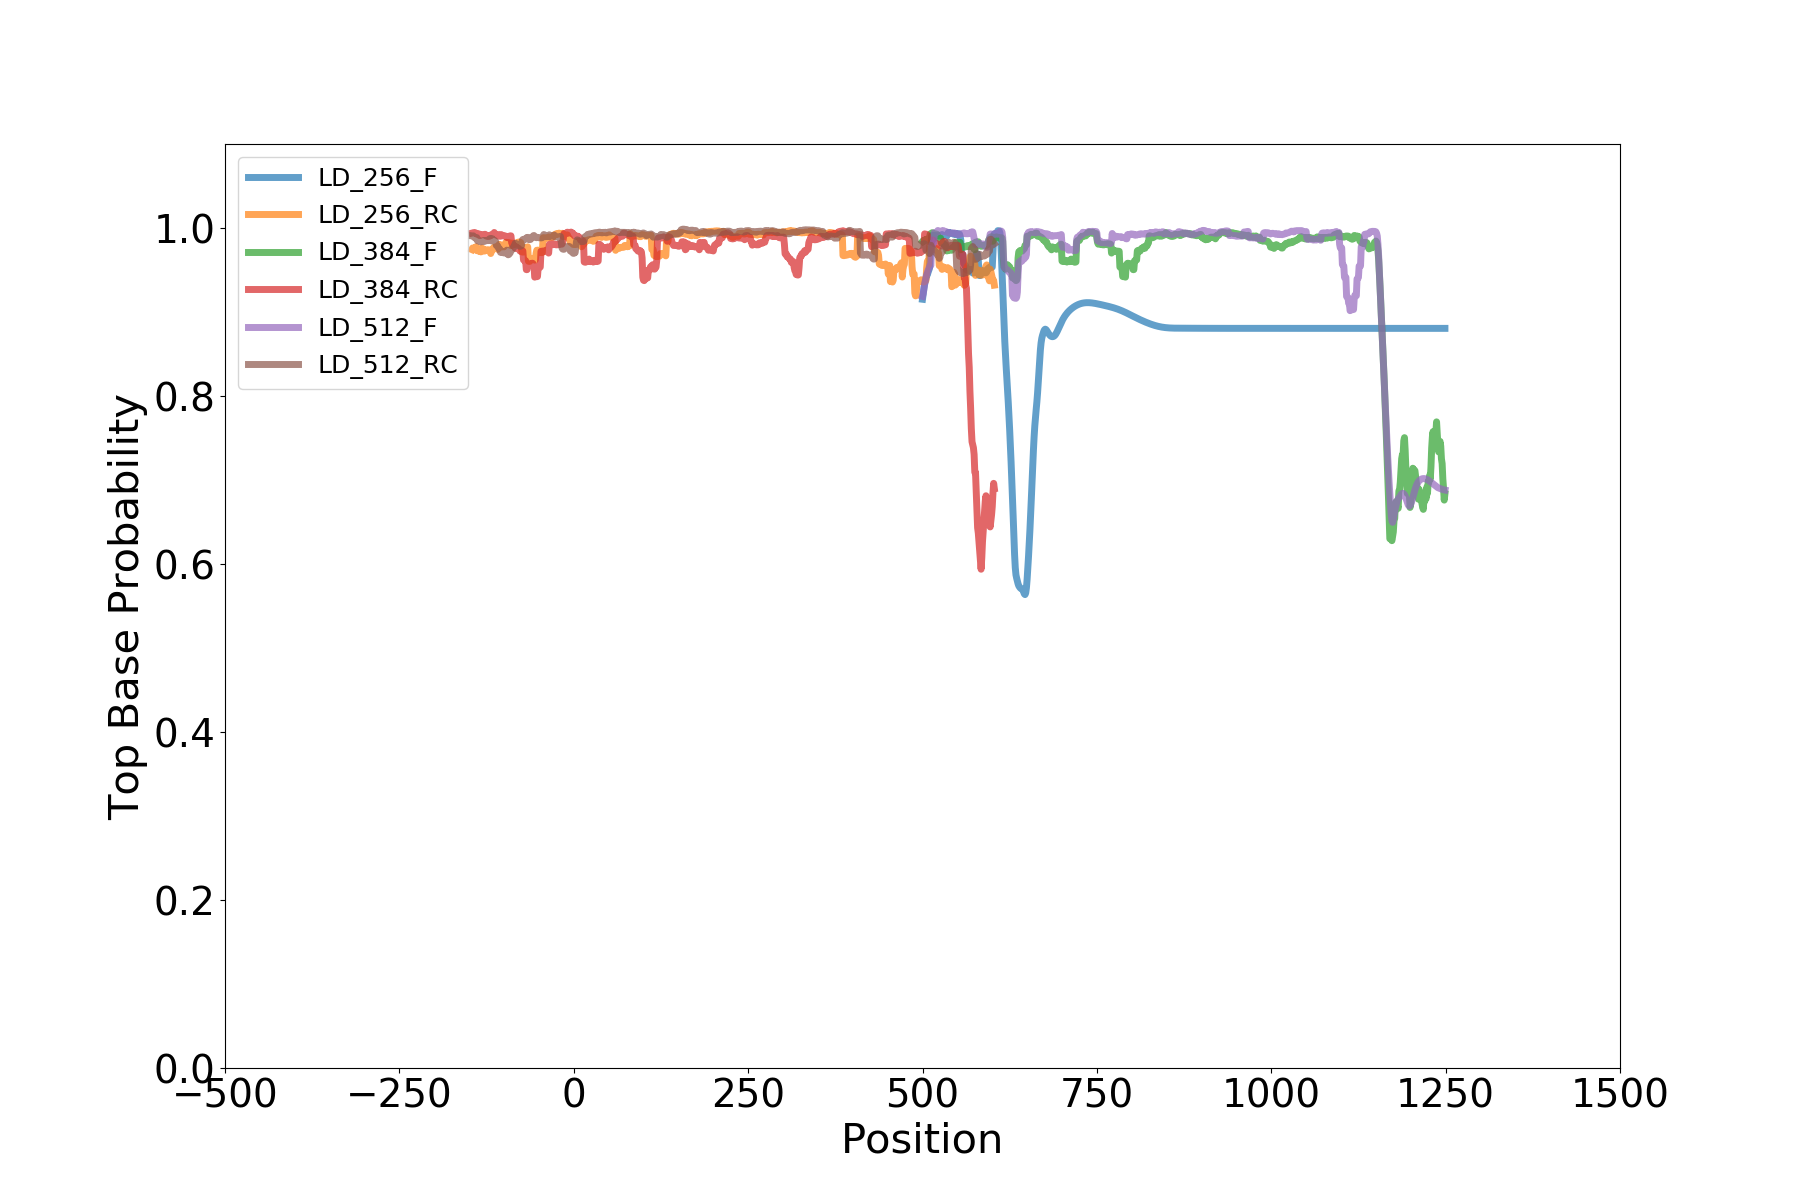 LD_256_F
LD_256_RC
LD_384_F
LD_384_RC
LD_512_F
LD_512_RC
1.0
0.8
0.6
0.4
0.2
0.0
Top Base Probability
−500
−250
0
250
500
750
1000
1250
1500
Position